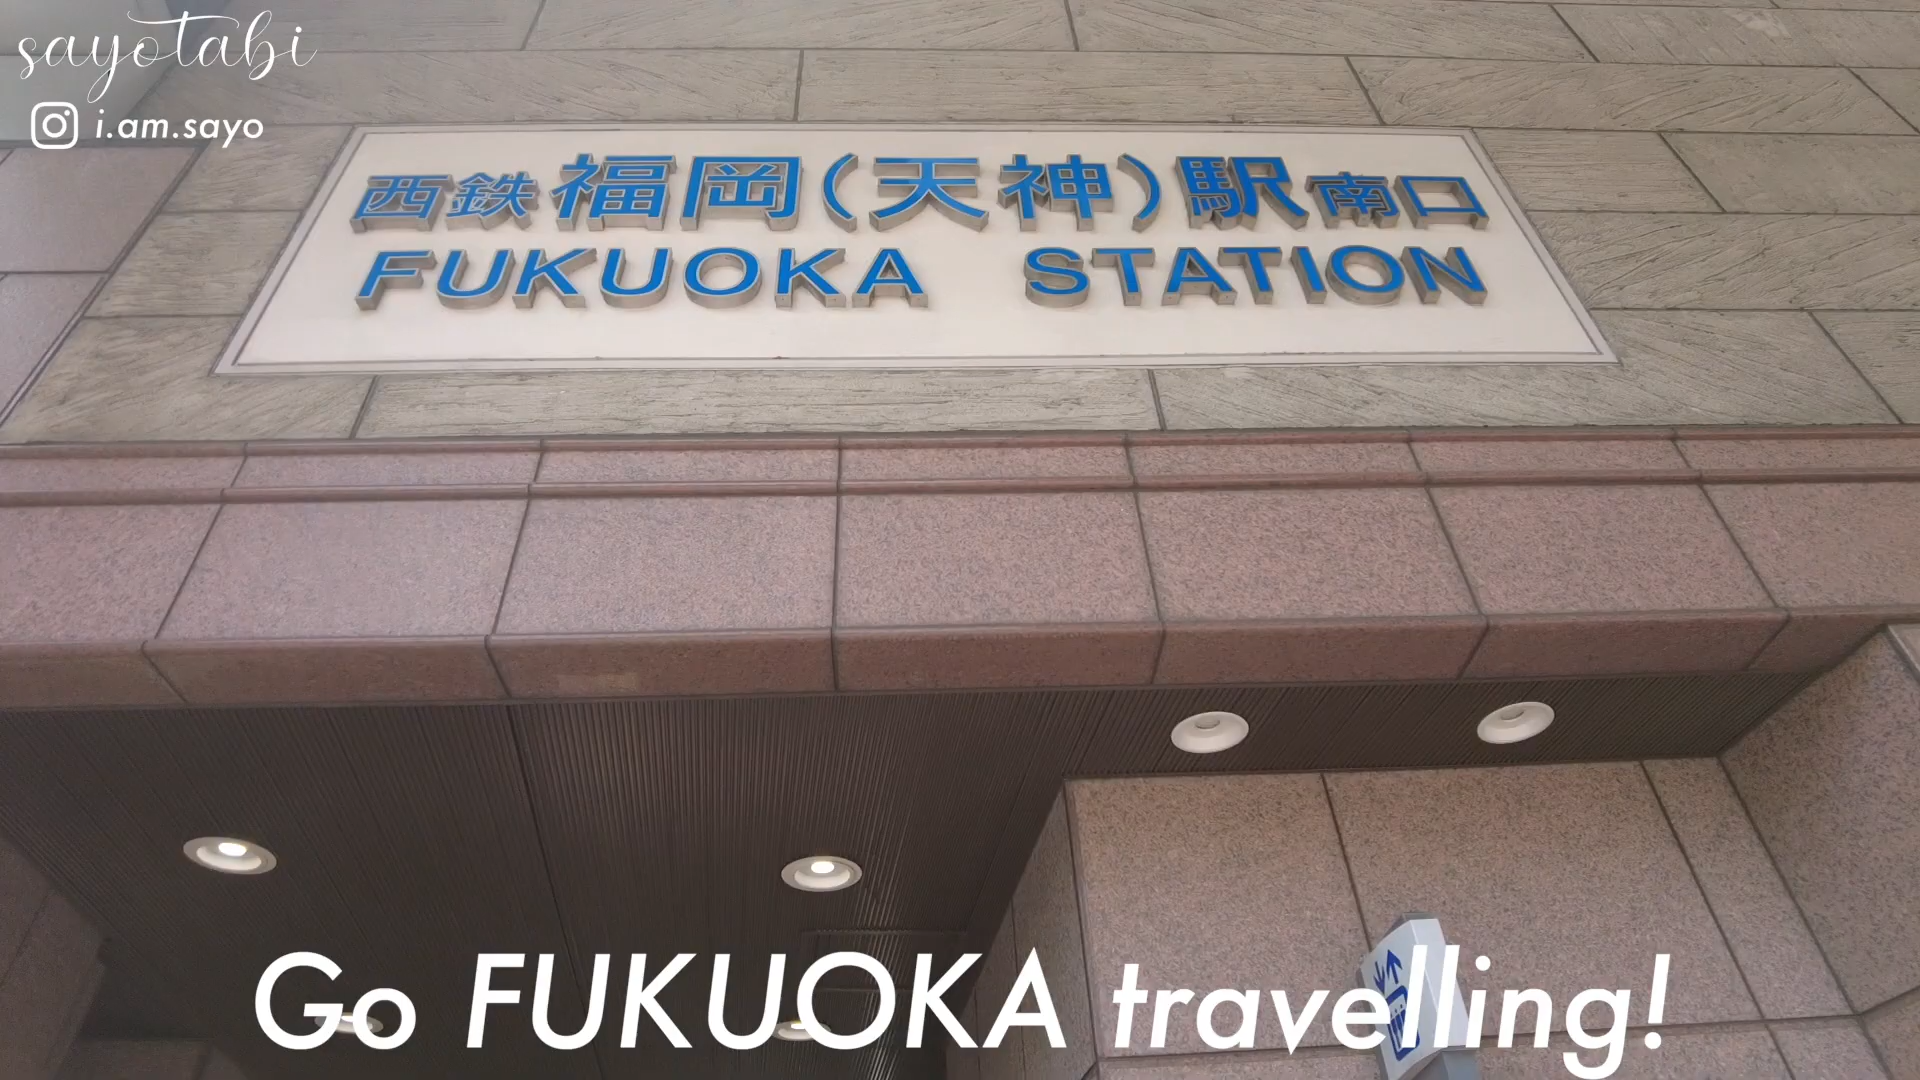 sayotabi
i.am.sayo
西鉄福岡(天神)駅南口
FUKUOKA STATION
Go FUKUOKA travelling!